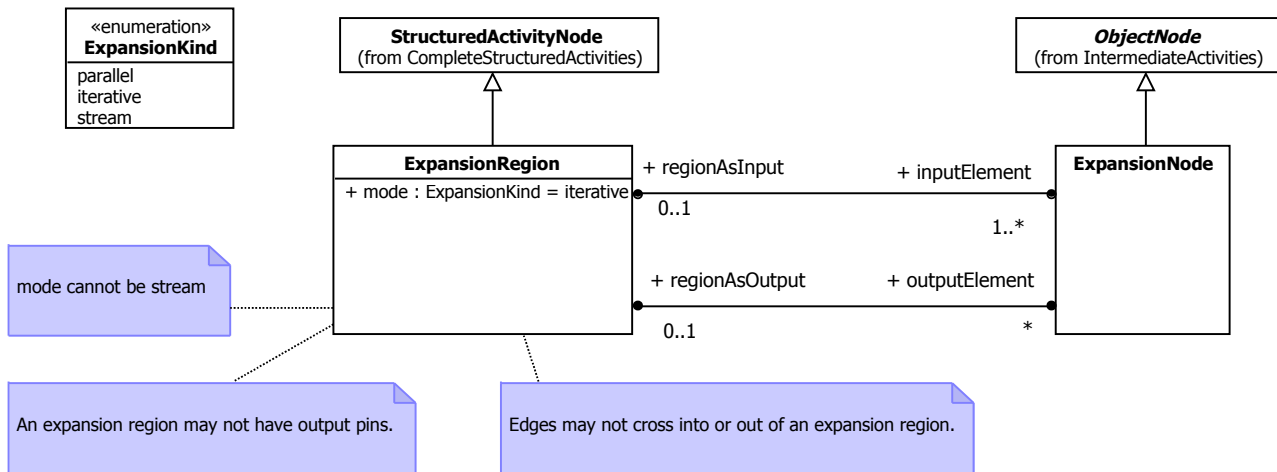 «enumeration»
ExpansionKind
parallel
iterative
stream
StructuredActivityNode
(from CompleteStructuredActivities)
ObjectNode
(from IntermediateActivities)
ExpansionRegion
+ mode : ExpansionKind = iterative
+ regionAsInput
0..1
+ inputElement
1..*
ExpansionNode
+ regionAsOutput
0..1
+ outputElement
*
mode cannot be stream
An expansion region may not have output pins.
Edges may not cross into or out of an expansion region.